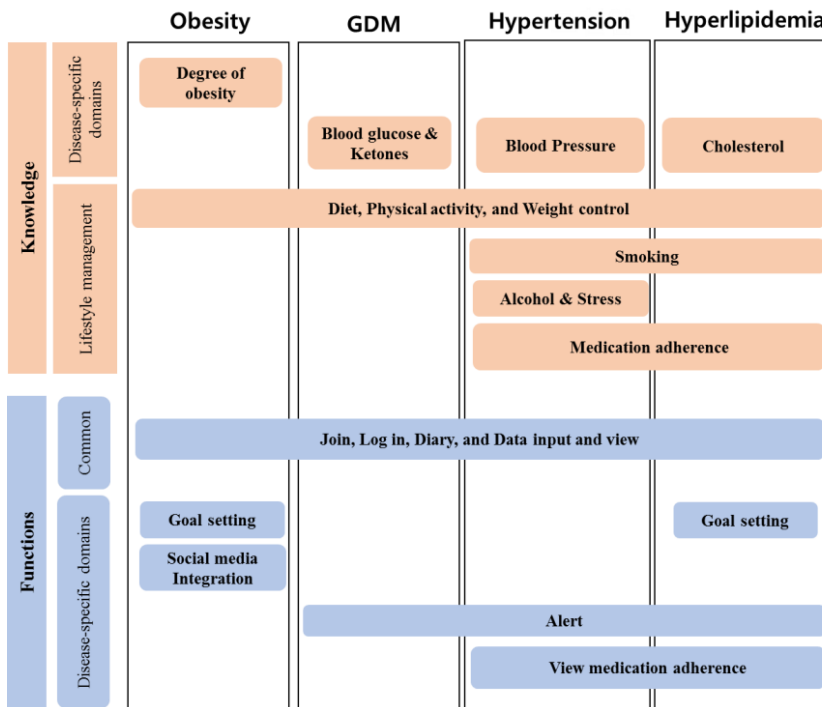 Obesity
GDM
Hypertension
Hyperlipidemia
Knowledge
Disease-specific
domains
Degree of
obesity
Blood glucose &
Ketones
Blood Pressure
Cholesterol
Lifestyle management
Diet, Physical activity, and Weight control
Smoking
Alcohol & Stress
Medication adherence
Functions
Common
Join, Log in, Diary, and Data input and view
Disease-specific domains
Goal setting
Goal setting
Social media
Integration
Alert
View medication adherence